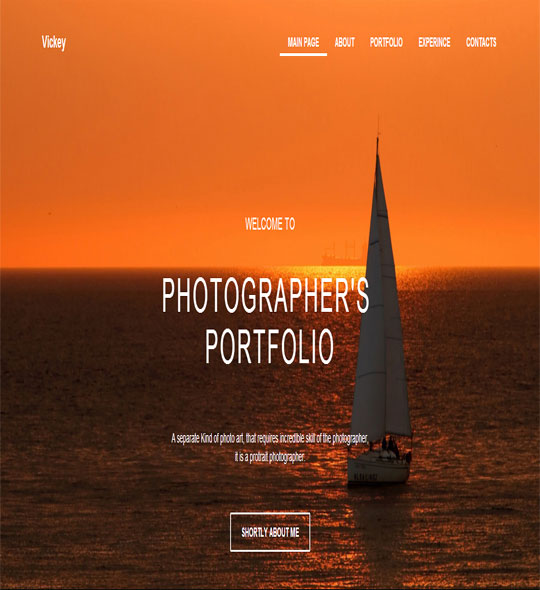 Vickey
MAIN PAGE ABOUT PORTFOLIO EXPERINCE CONTACTS
WELCOME TO
PHOTOGRAPHER'S
PORTFOLIO
A separate Kind of photo art, that requires incredible skill of the photographer,
it is a protrait photographer.
SHORTLY ABOUT ME